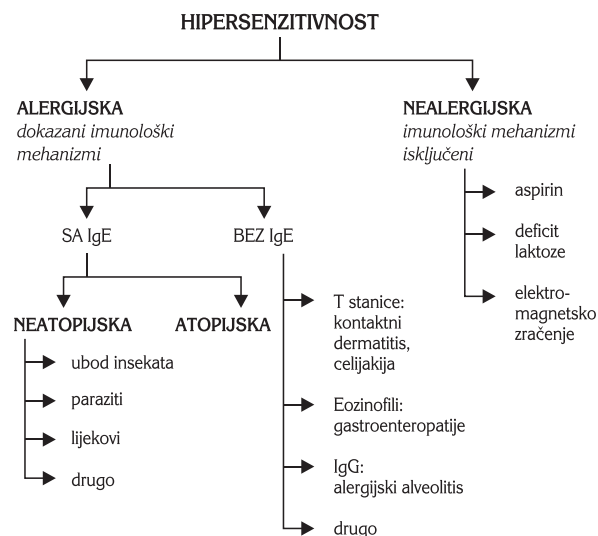 HIPERSENZITIVNOST
ALERGIJSKA
dokazani imunološki
mehanizmi
NEALERGIJSKA
imunološki mehanizmi
isključeni
SA IgE
BEZ IgE
NEATOPIJSKA
ATOPIJSKA
ubod insekata
paraziti
lijekovi
drugo
T stanice:
kontaktni
dermatitis,
celijakija
Eozinofili:
gastroenteropatije
IgG:
alergijski alveolitis
drugo
aspirin
deficit
laktoze
elektro-
magnetsko
zračenje